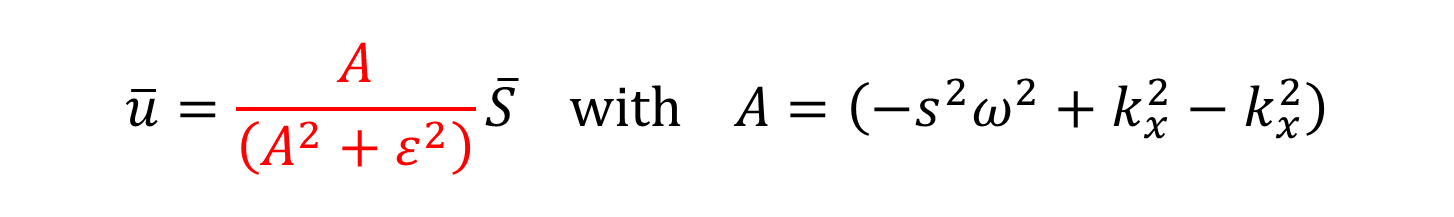 ū = A / (A² + ε²) S̄ with A = (−s²ω² + kₓ² − kₓ²)